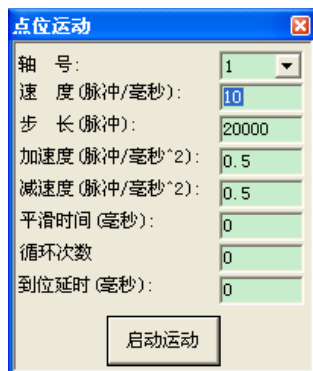 点位运动
轴 号: 1
速 度(脉冲/毫秒): 10
步 长(脉冲): 20000
加速度(脉冲/毫秒^2): 0.5
减速度(脉冲/毫秒^2): 0.5
平滑时间(毫秒): 0
循环次数 0
到位延时(毫秒): 0
启动运动